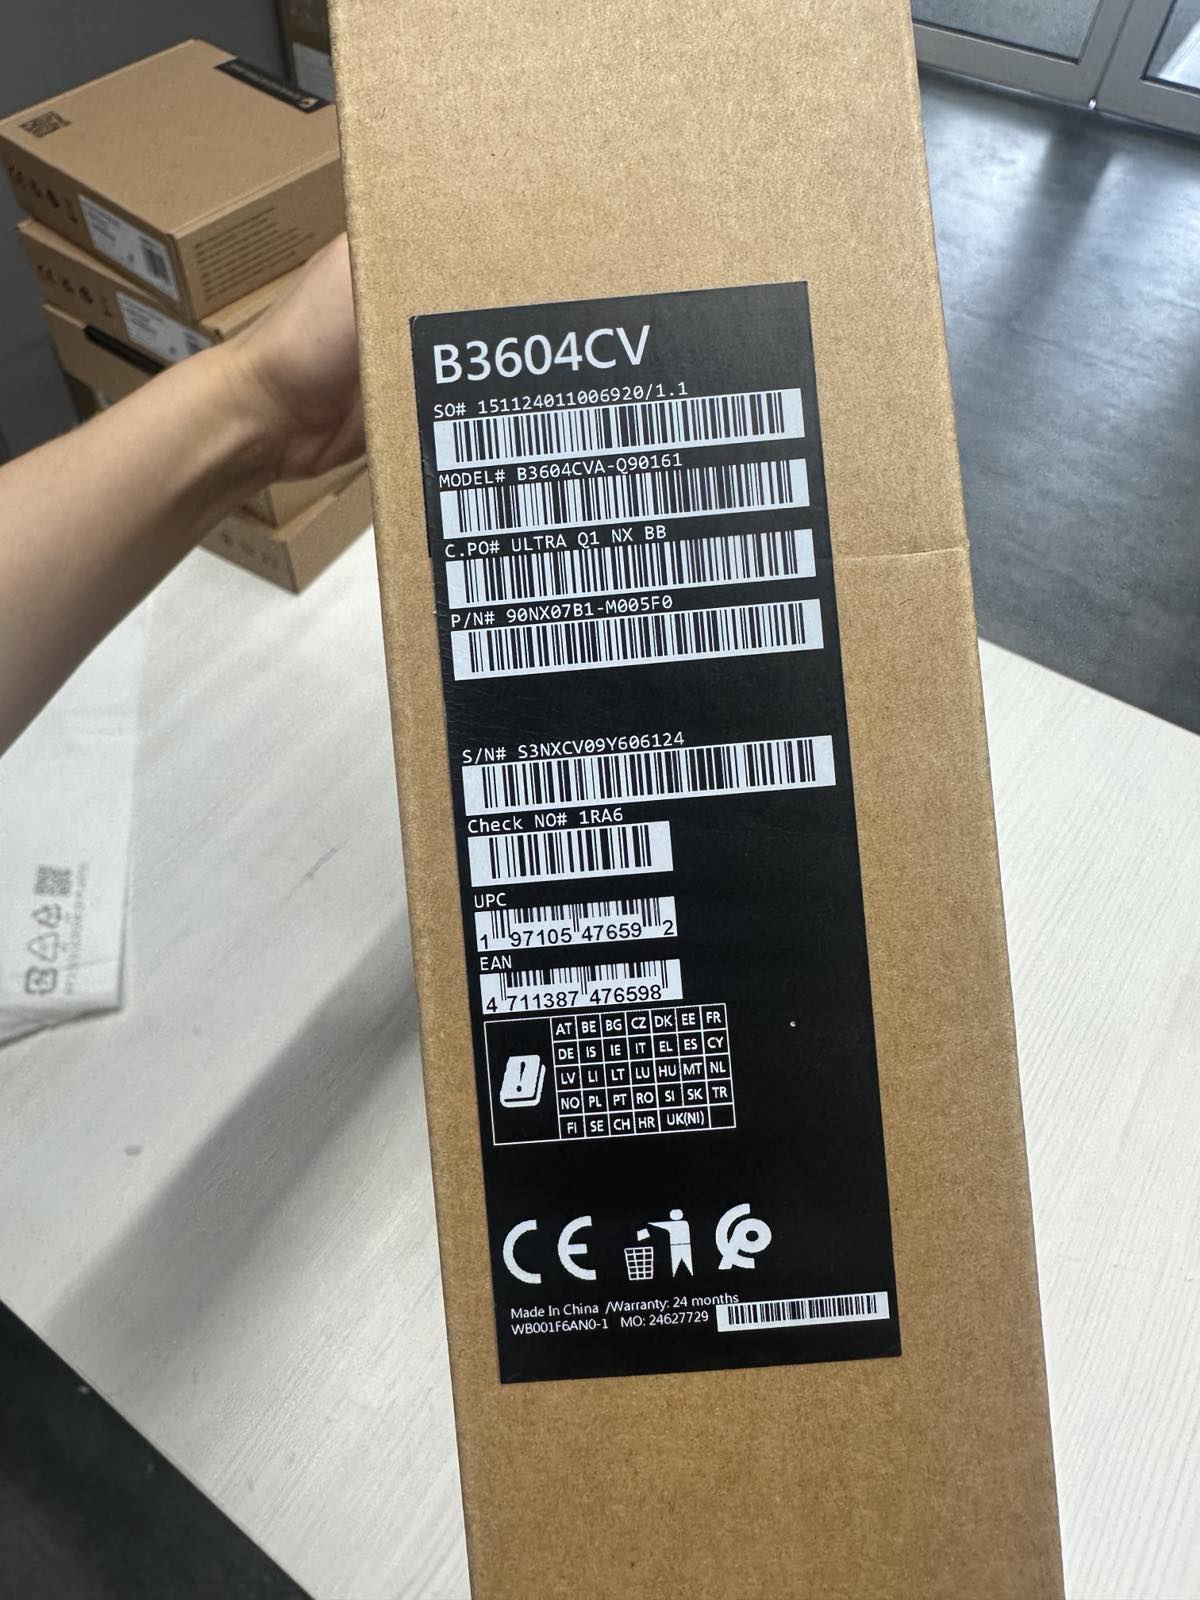 B3604CV
SO# 151124011006920/1.1
MODEL# B3604CVA-Q90161
C.PO# ULTRA Q1 NX BB
P/N# 90NX07B1-M005F0
S/N# S3NXCV09Y606124
Check NO# 1RA6
UPC
1 97105 47659 2
EAN
4 711387 476598
AT BE BG CZ DK EE FR
DE IS IE IT EL ES CY
LV LI LT LU HU MT NL
NO PL PT RO SI SK TR
FI SE CH HR UK(NI)
CE
Made In China /Warranty: 24 months
WB001F6AN0-1 MO: 24627729